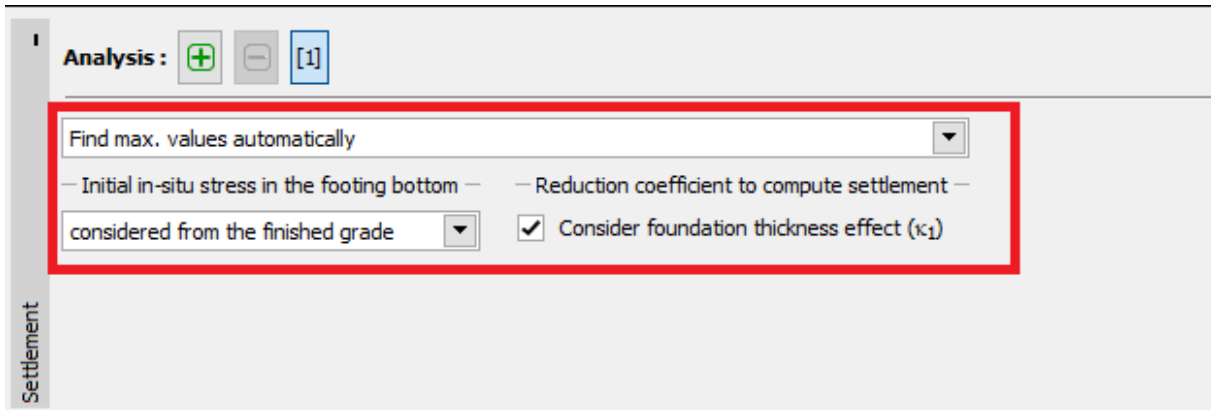 Analysis : [1]
Find max. values automatically
Initial in-situ stress in the footing bottom
Reduction coefficient to compute settlement
considered from the finished grade
Consider foundation thickness effect (κ1)
Settlement